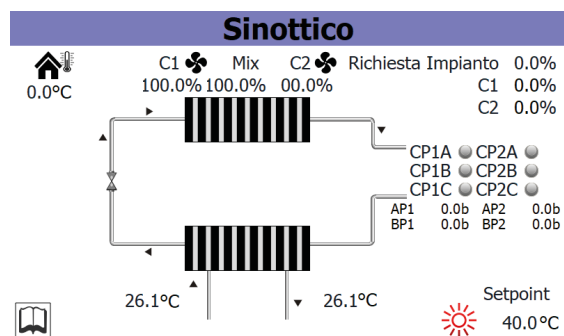 Sinottico
C1 Mix C2 Richiesta Impianto 0.0%
0.0°C 100.0% 100.0% 00.0% C1 0.0%
C2 0.0%
CP1A CP2A
CP1B CP2B
CP1C CP2C
AP1 0.0b AP2 0.0b
BP1 0.0b BP2 0.0b
26.1°C 26.1°C Setpoint
40.0°C